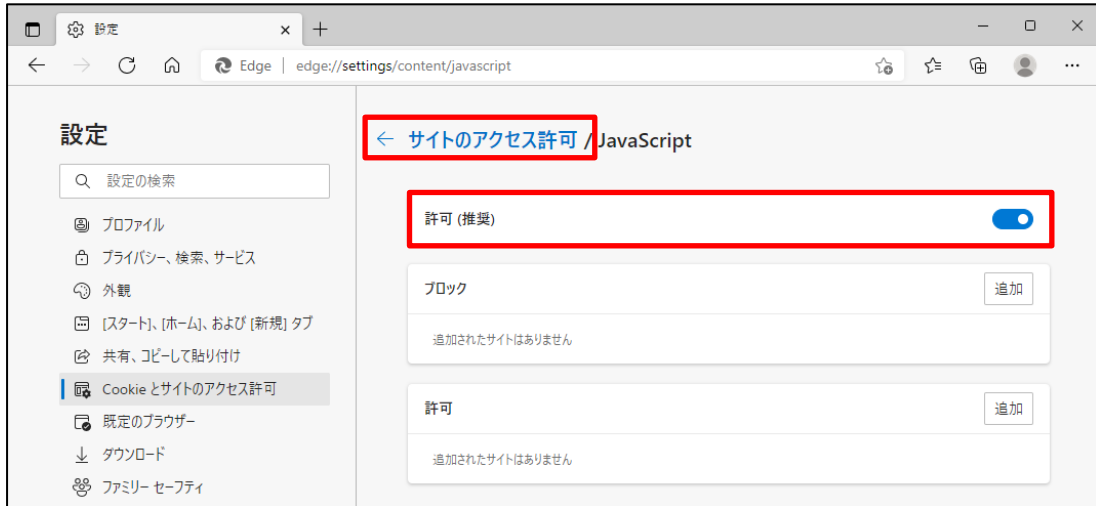 設定
Edge | edge://settings/content/javascript
設定
設定の検索
プロファイル
プライバシー、検索、サービス
外観
[スタート]、[ホーム]、および [新規] タブ
共有、コピーして貼り付け
Cookie とサイトのアクセス許可
既定のブラウザー
ダウンロード
ファミリー セーフティ
← サイトのアクセス許可 / JavaScript
許可 (推奨)
ブロック 追加
追加されたサイトはありません
許可 追加
追加されたサイトはありません